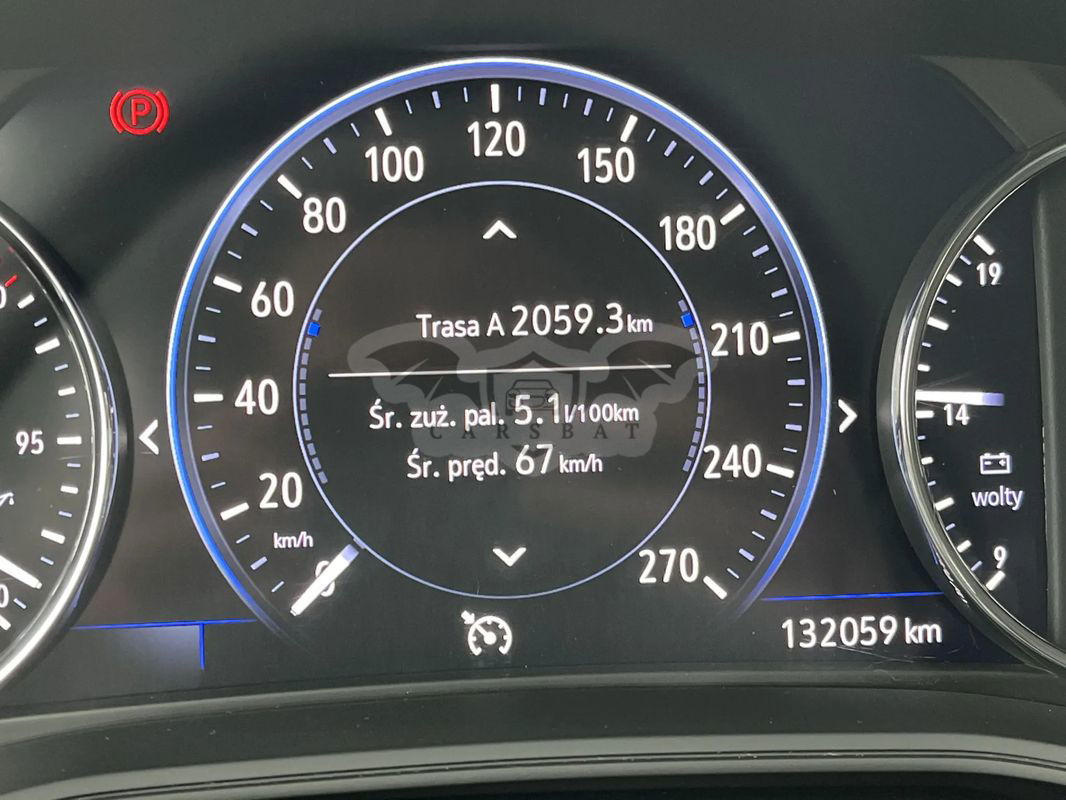 P
120
100
150
80
180
60
19
Trasa A 2059.3 km
210
40
14
Śr. zuż. pal. 5.1 l/100km
CARSBAT
95
Śr. pręd. 67 km/h
240
20
wolty
km/h
270
9
0
132059 km